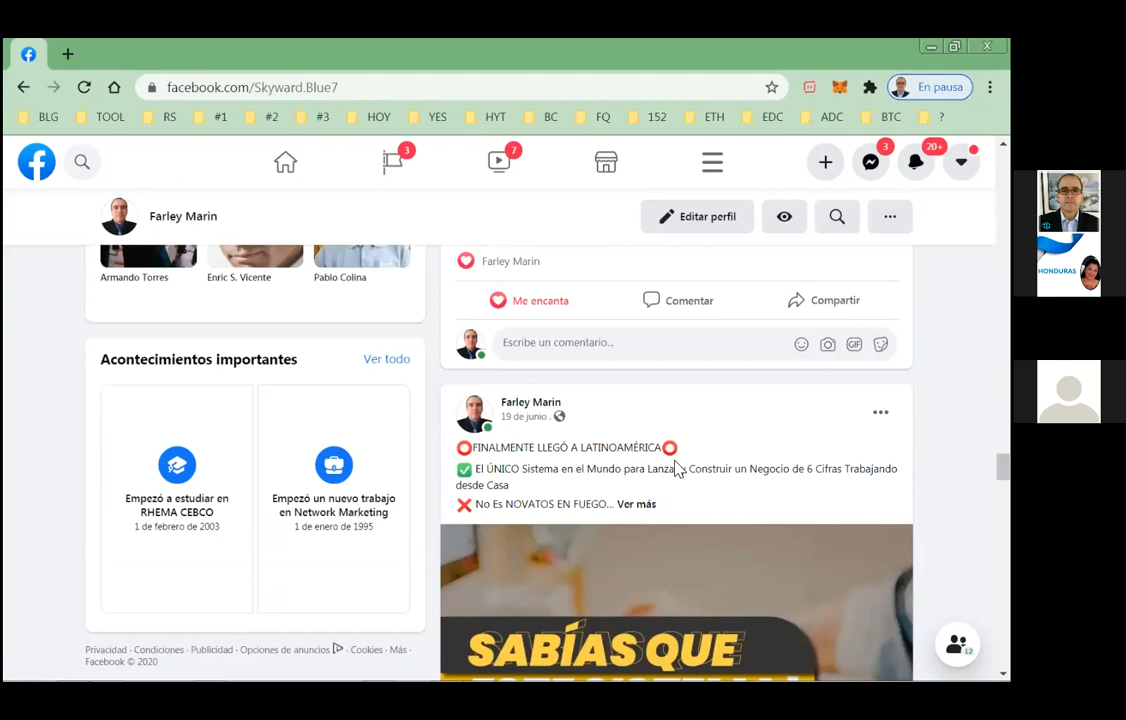 facebook.com/Skyward.Blue7
En pausa
BLG TOOL RS #1 #2 #3 HOY YES HYT BC FQ 152 ETH EDC ADC BTC ?
3
7
3
20+
Farley Marin
Editar perfil
Armando Torres
Enric S. Vicente
Pablo Colina
Acontecimientos importantes
Ver todo
Empezó a estudiar en
RHEMA CEBCO
1 de febrero de 2003
Empezó un nuevo trabajo
en Network Marketing
1 de enero de 1995
Privacidad · Condiciones · Publicidad · Opciones de anuncios · Cookies · Más ·
Facebook © 2020
Farley Marin
Me encanta
Comentar
Compartir
Escribe un comentario...
GIF
Farley Marin
19 de junio ·
⭕FINALMENTE LLEGÓ A LATINOAMÉRICA⭕
✅ El ÚNICO Sistema en el Mundo para Lanzar Construir un Negocio de 6 Cifras Trabajando
desde Casa
❌ No Es NOVATOS EN FUEGO... Ver más
SABÍAS QUE
12
HONDURAS